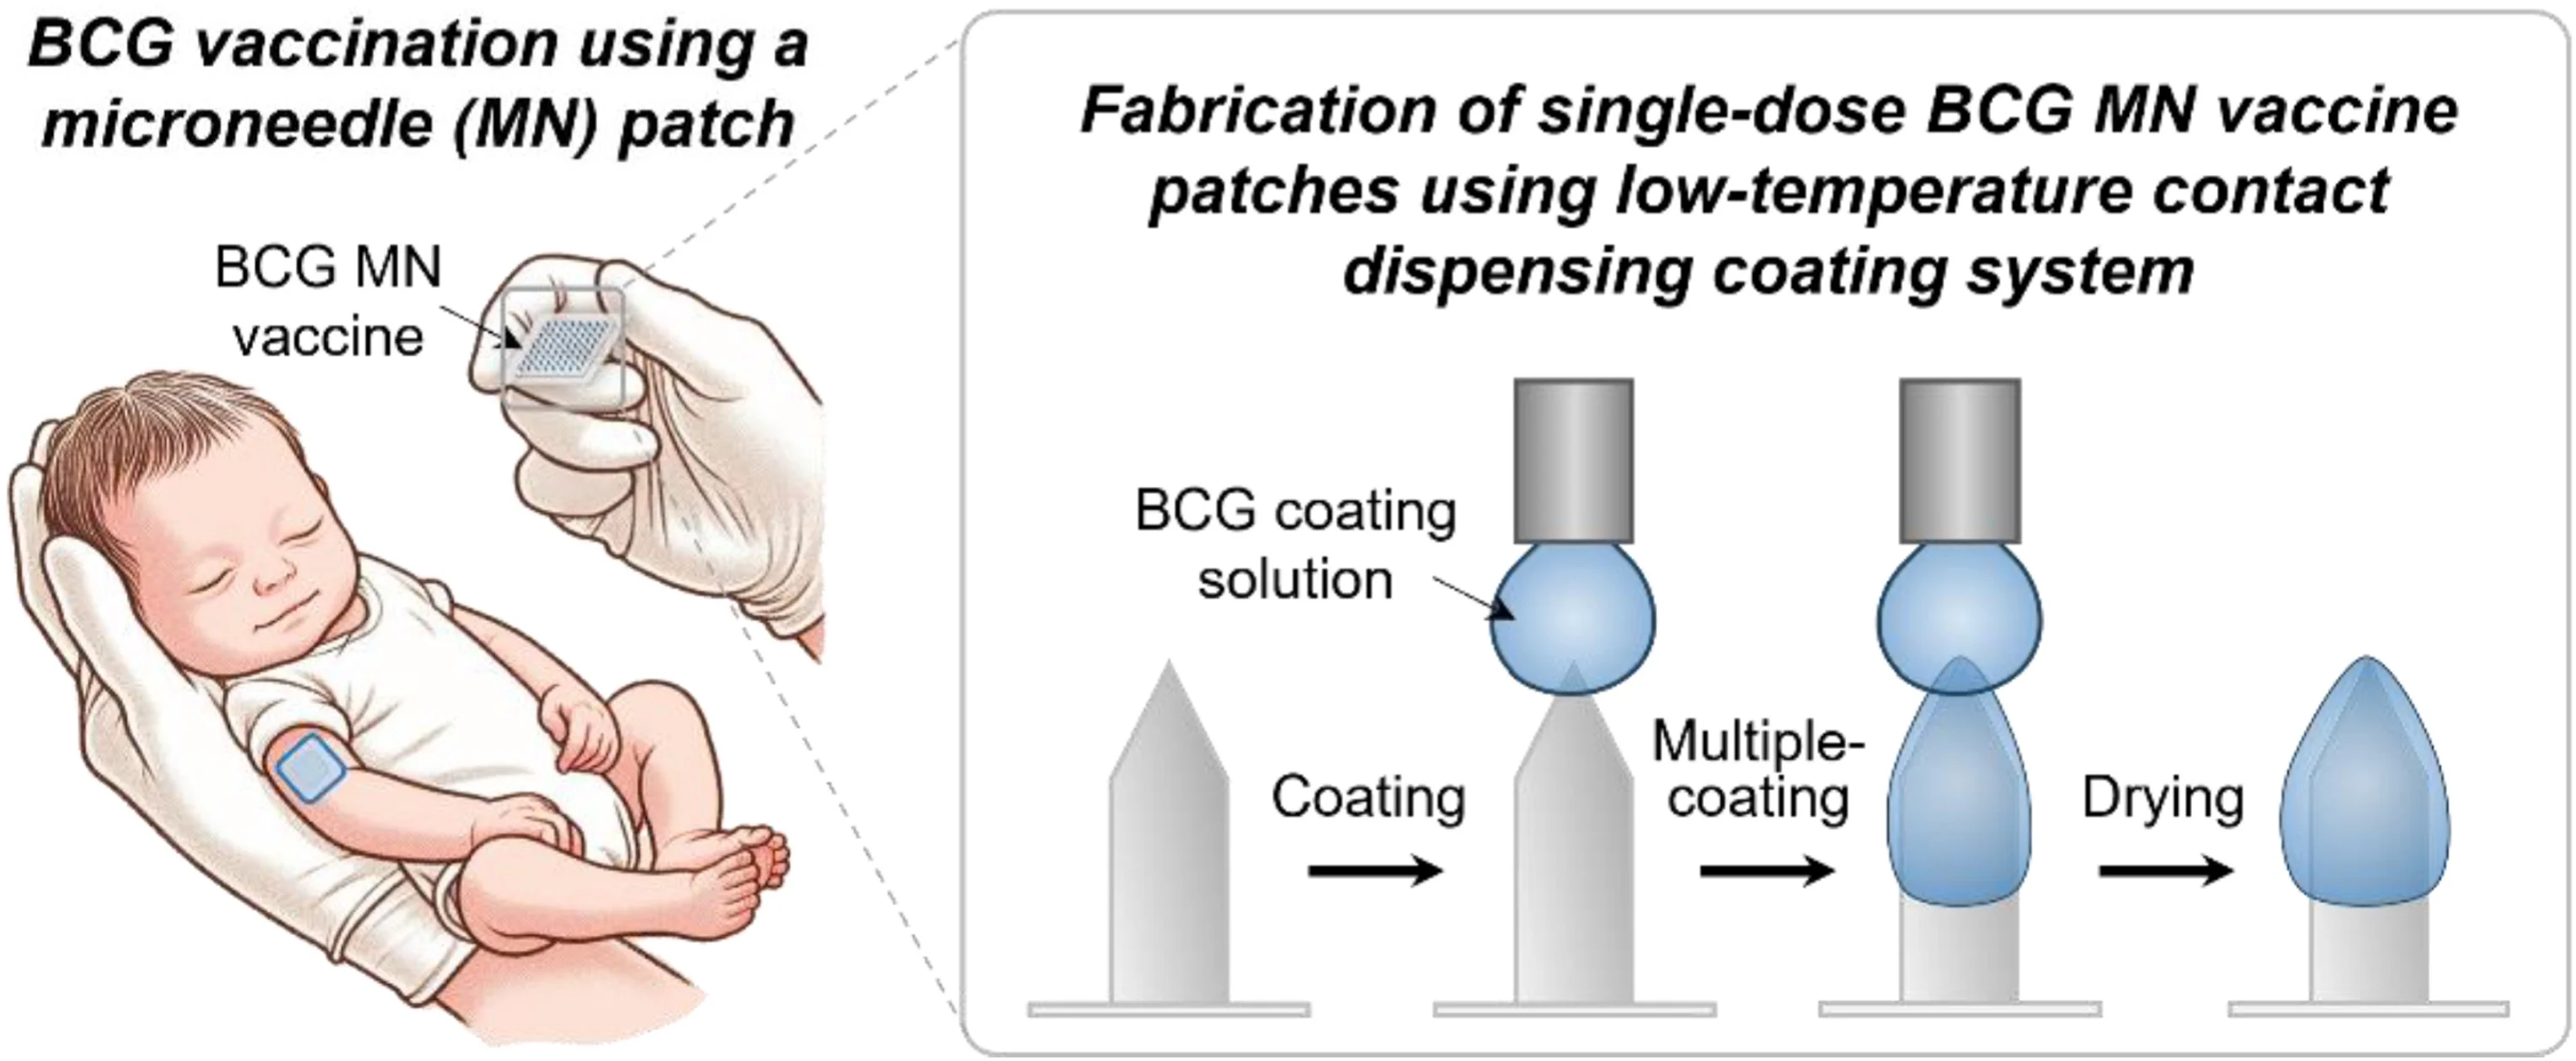 BCG vaccination using a
microneedle (MN) patch
BCG MN
vaccine
Fabrication of single-dose BCG MN vaccine
patches using low-temperature contact
dispensing coating system
BCG coating
solution
Coating
Multiple-
coating
Drying